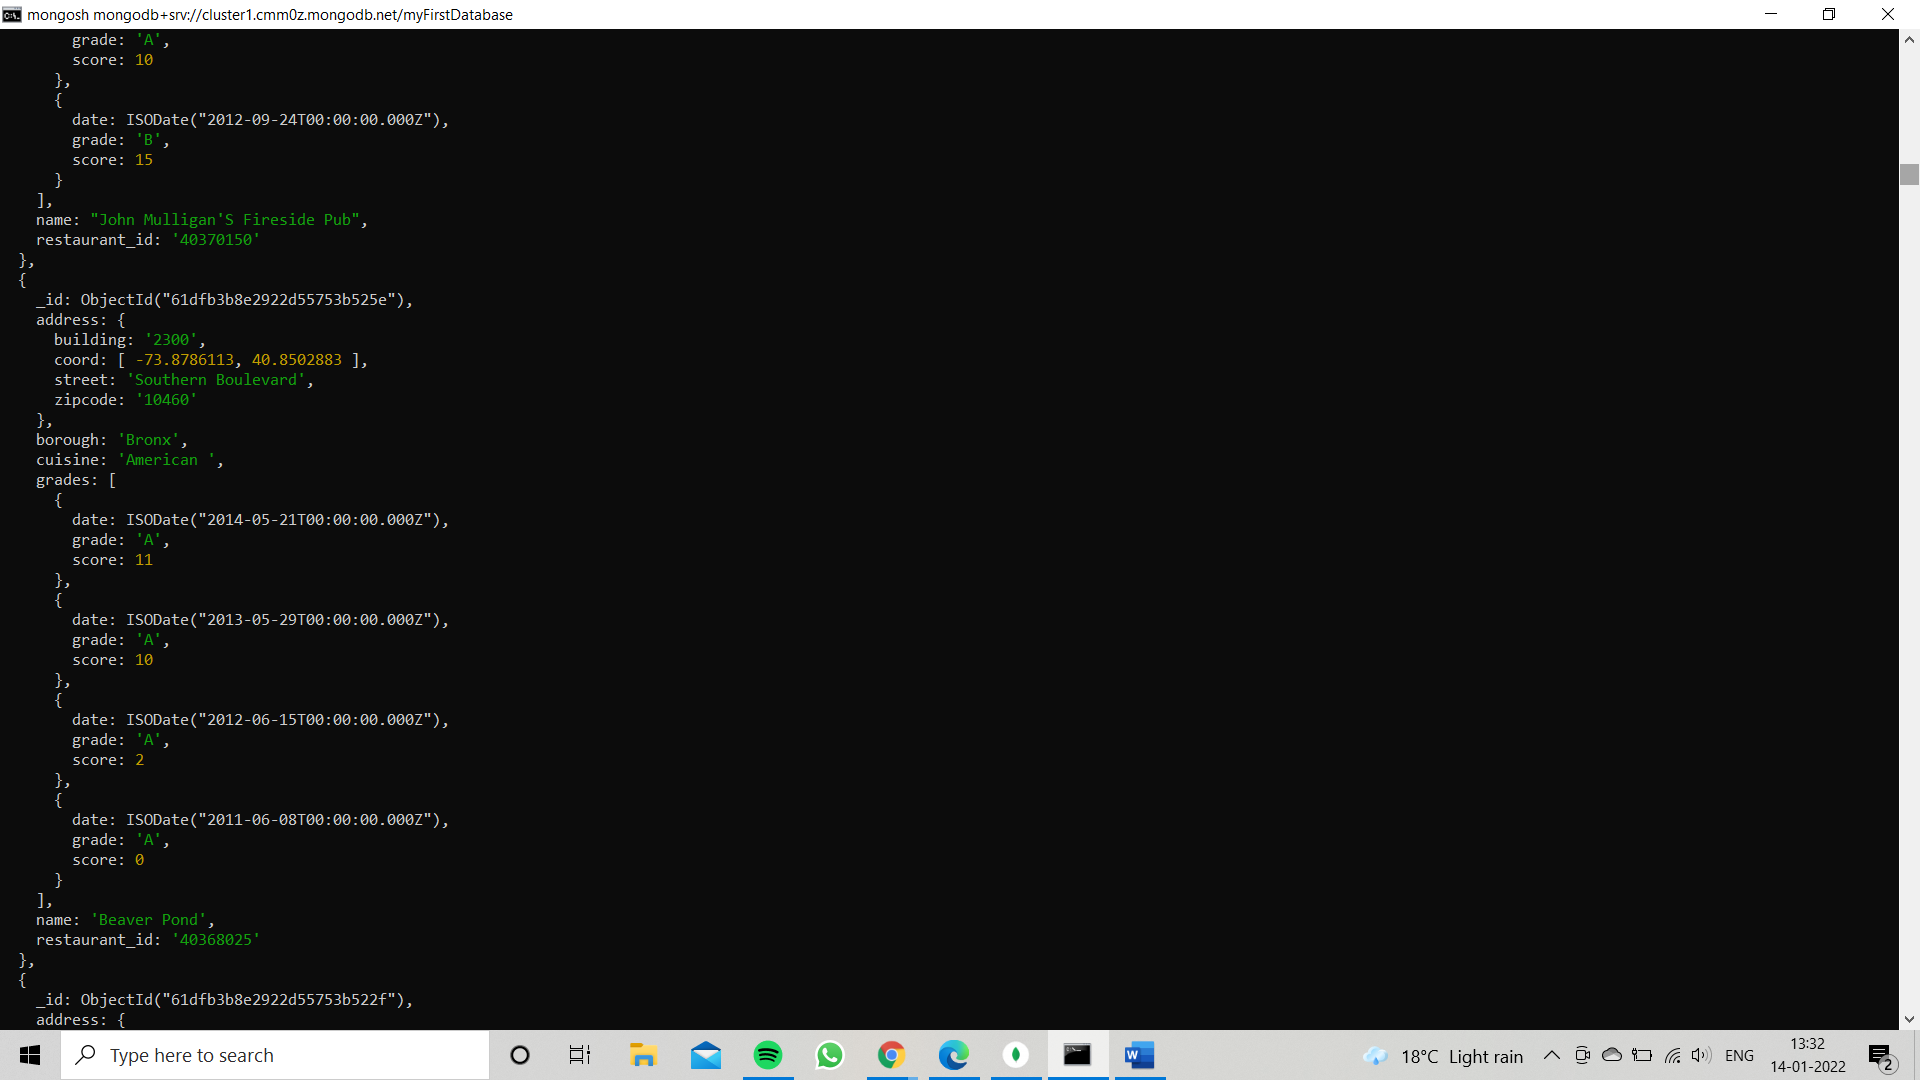 mongosh mongodb+srv://cluster1.cmm0z.mongodb.net/myFirstDatabase
grade: 'A',
score: 10
},
{
date: ISODate("2012-09-24T00:00:00.000Z"),
grade: 'B',
score: 15
}
],
name: "John Mulligan'S Fireside Pub",
restaurant_id: '40370150'
},
{
_id: ObjectId("61dfb3b8e2922d55753b525e"),
address: {
building: '2300',
coord: [ -73.8786113, 40.8502883 ],
street: 'Southern Boulevard',
zipcode: '10460'
},
borough: 'Bronx',
cuisine: 'American ',
grades: [
{
date: ISODate("2014-05-21T00:00:00.000Z"),
grade: 'A',
score: 11
},
{
date: ISODate("2013-05-29T00:00:00.000Z"),
grade: 'A',
score: 10
},
{
date: ISODate("2012-06-15T00:00:00.000Z"),
grade: 'A',
score: 2
},
{
date: ISODate("2011-06-08T00:00:00.000Z"),
grade: 'A',
score: 0
}
],
name: 'Beaver Pond',
restaurant_id: '40368025'
},
{
_id: ObjectId("61dfb3b8e2922d55753b522f"),
address: {
Type here to search
18°C Light rain
ENG
13:32
14-01-2022
2